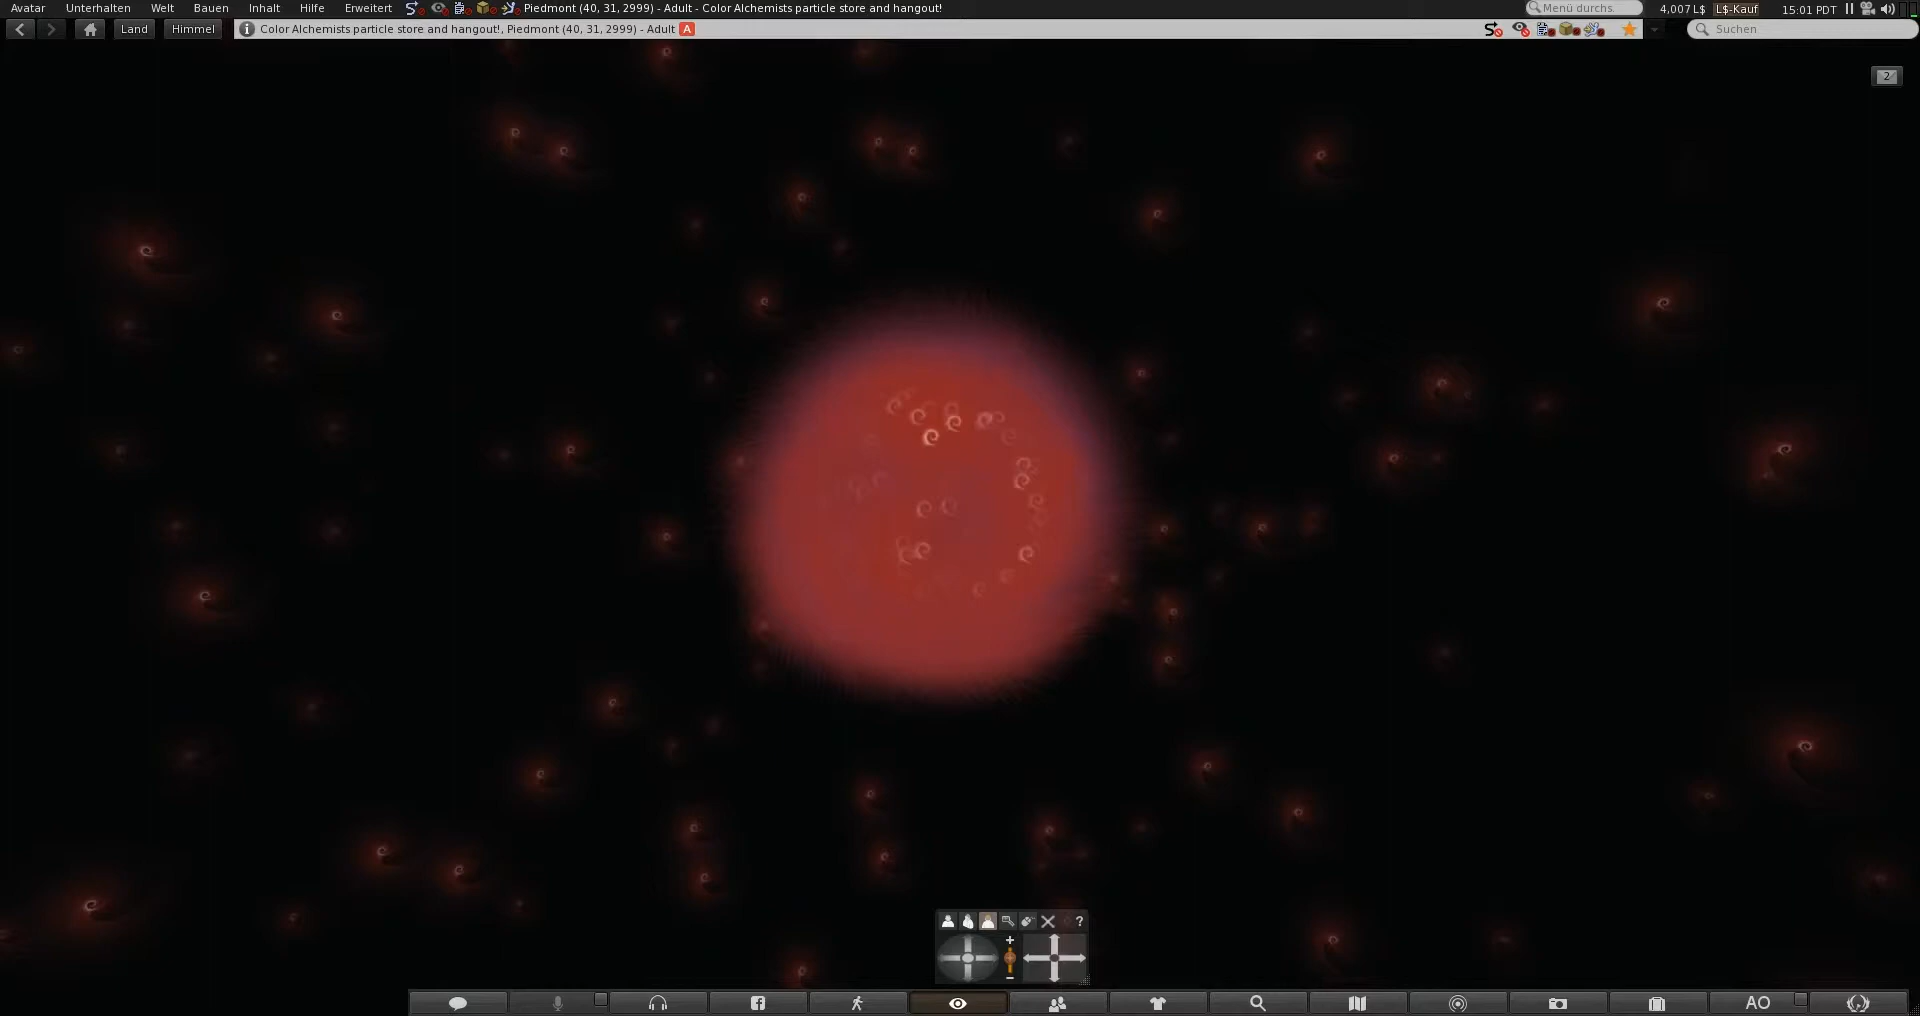 Avatar Unterhalten Welt Bauen Inhalt Hilfe Erweitert Piedmont (40, 31, 2999) - Adult - Color Alchemists particle store and hangout! Menü durchs. 4,007 L$ L$-Kauf 15:01 PDT
Land Himmel Color Alchemists particle store and hangout!, Piedmont (40, 31, 2999) - Adult A Suchen
2
?
+
-
AO